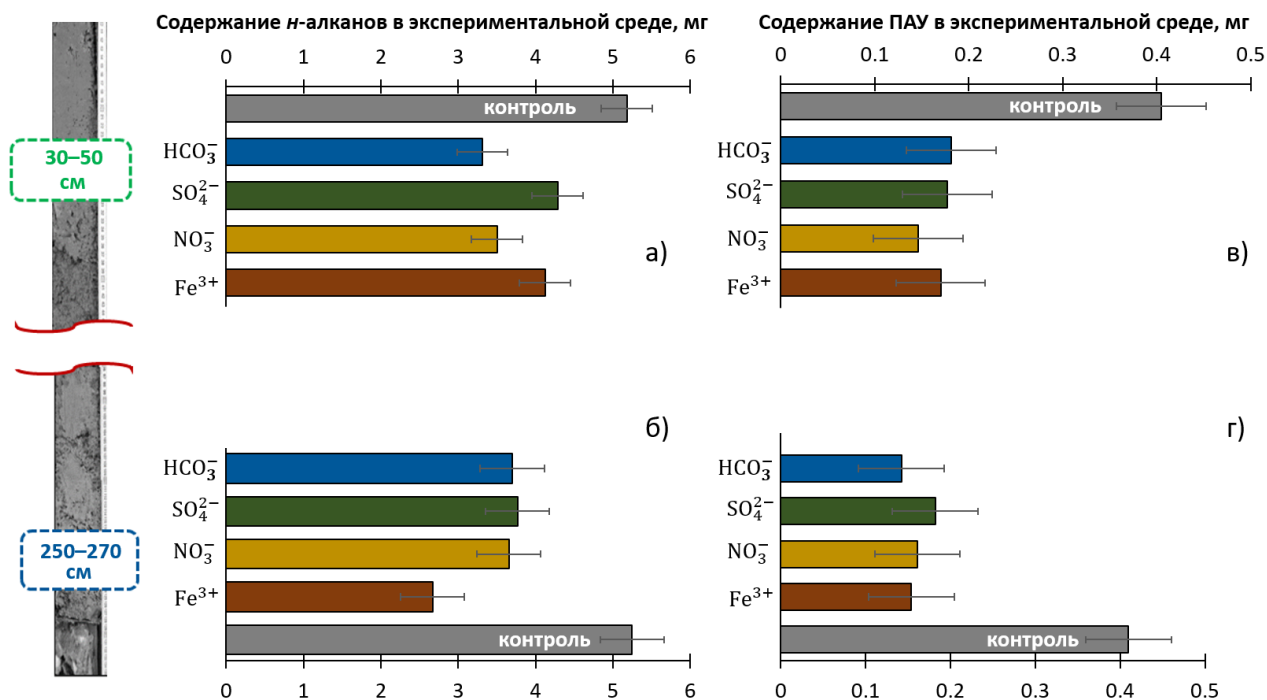 Содержание н-алканов в экспериментальной среде, мг
Содержание ПАУ в экспериментальной среде, мг
0 1 2 3 4 5 6
0 0.1 0.2 0.3 0.4 0.5
30–50
см
контроль
HCO₃⁻
SO₄²⁻
NO₃⁻
Fe³⁺
а)
контроль
HCO₃⁻
SO₄²⁻
NO₃⁻
Fe³⁺
в)
250–270
см
б)
HCO₃⁻
SO₄²⁻
NO₃⁻
Fe³⁺
контроль
0 1 2 3 4 5 6
г)
HCO₃⁻
SO₄²⁻
NO₃⁻
Fe³⁺
контроль
0 0.1 0.2 0.3 0.4 0.5